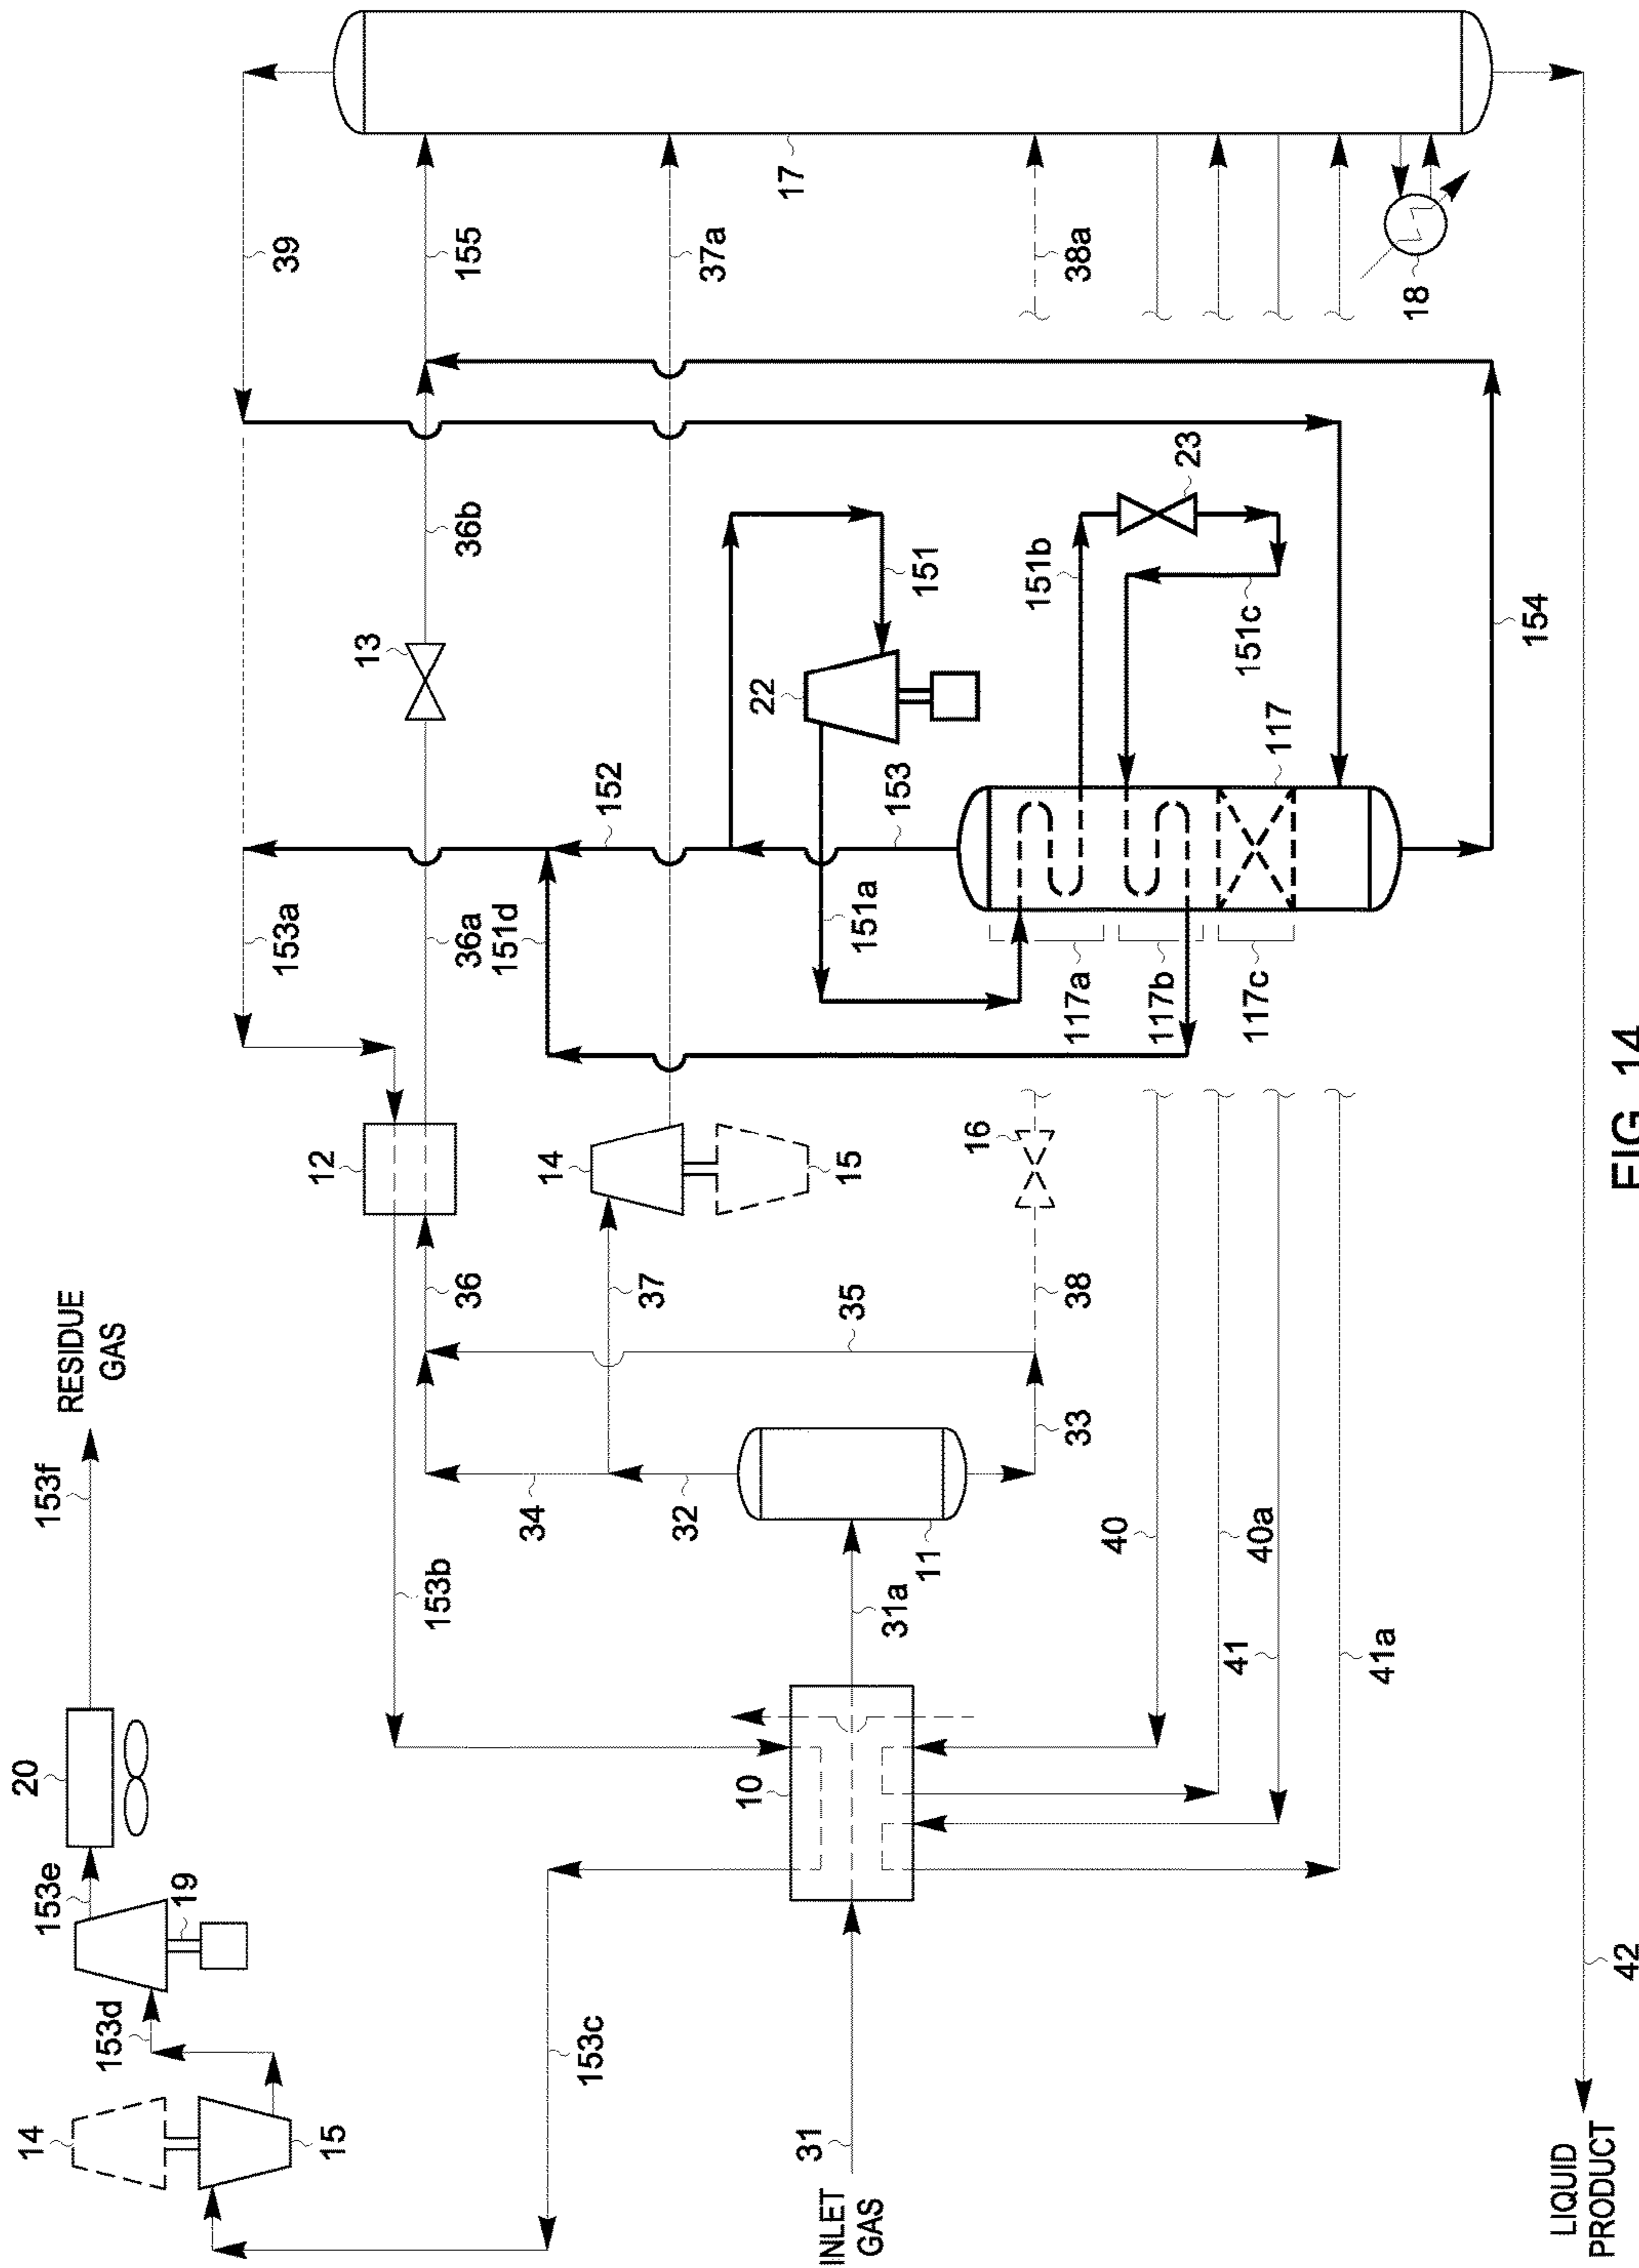 RESIDUE
GAS
153f
20
153e
19
153d
14
15
153c
153b
12
153a
39
36
36a
13
36b
155
34
37
14
15
151d
152
37a
32
35
22
151
31
INLET
GAS
10
31a
11
33
38
16
151a
153
151b
23
151c
117
117a
117b
117c
154
17
38a
18
40
40a
41
41a
42
LIQUID
PRODUCT
FIG. 14